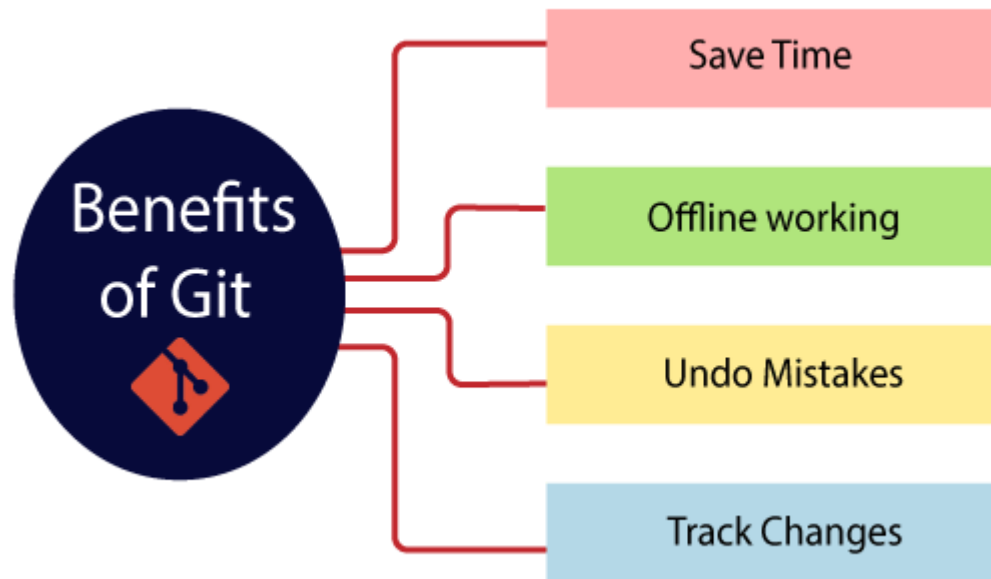 Benefits
of Git
Save Time
Offline working
Undo Mistakes
Track Changes